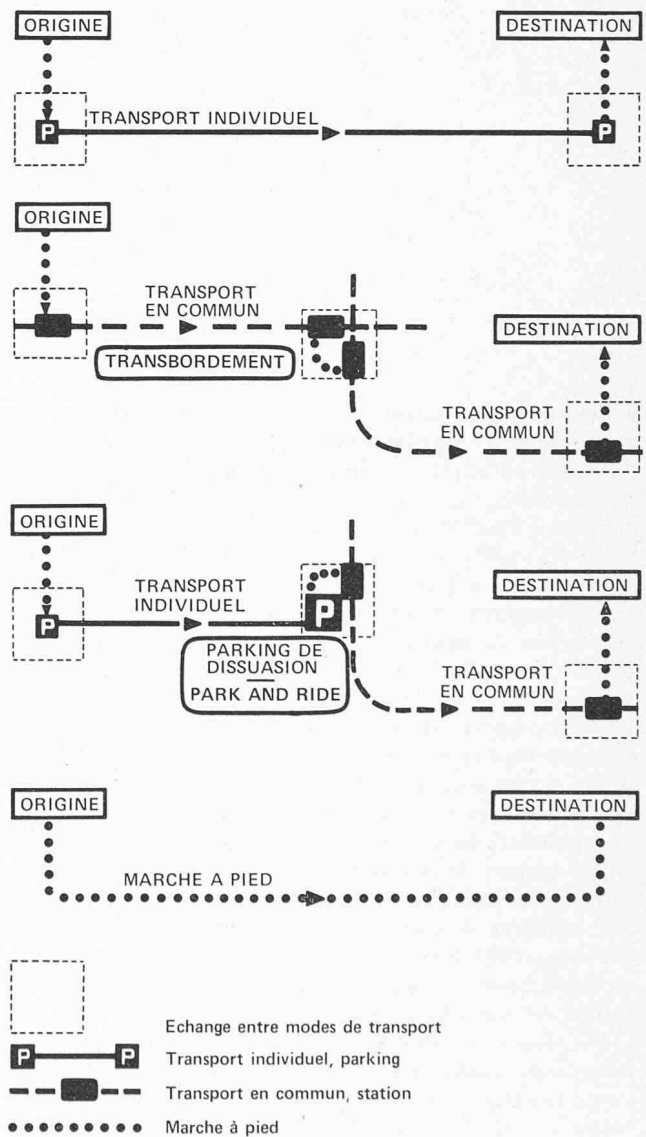 ORIGINE
DESTINATION
P
TRANSPORT INDIVIDUEL
P
ORIGINE
TRANSPORT
EN COMMUN
TRANSBORDEMENT
DESTINATION
TRANSPORT
EN COMMUN
ORIGINE
P
TRANSPORT
INDIVIDUEL
P
PARKING DE
DISSUASION
PARK AND RIDE
DESTINATION
TRANSPORT
EN COMMUN
ORIGINE
DESTINATION
MARCHE A PIED
Echange entre modes de transport
P P
Transport individuel, parking
Transport en commun, station
Marche à pied